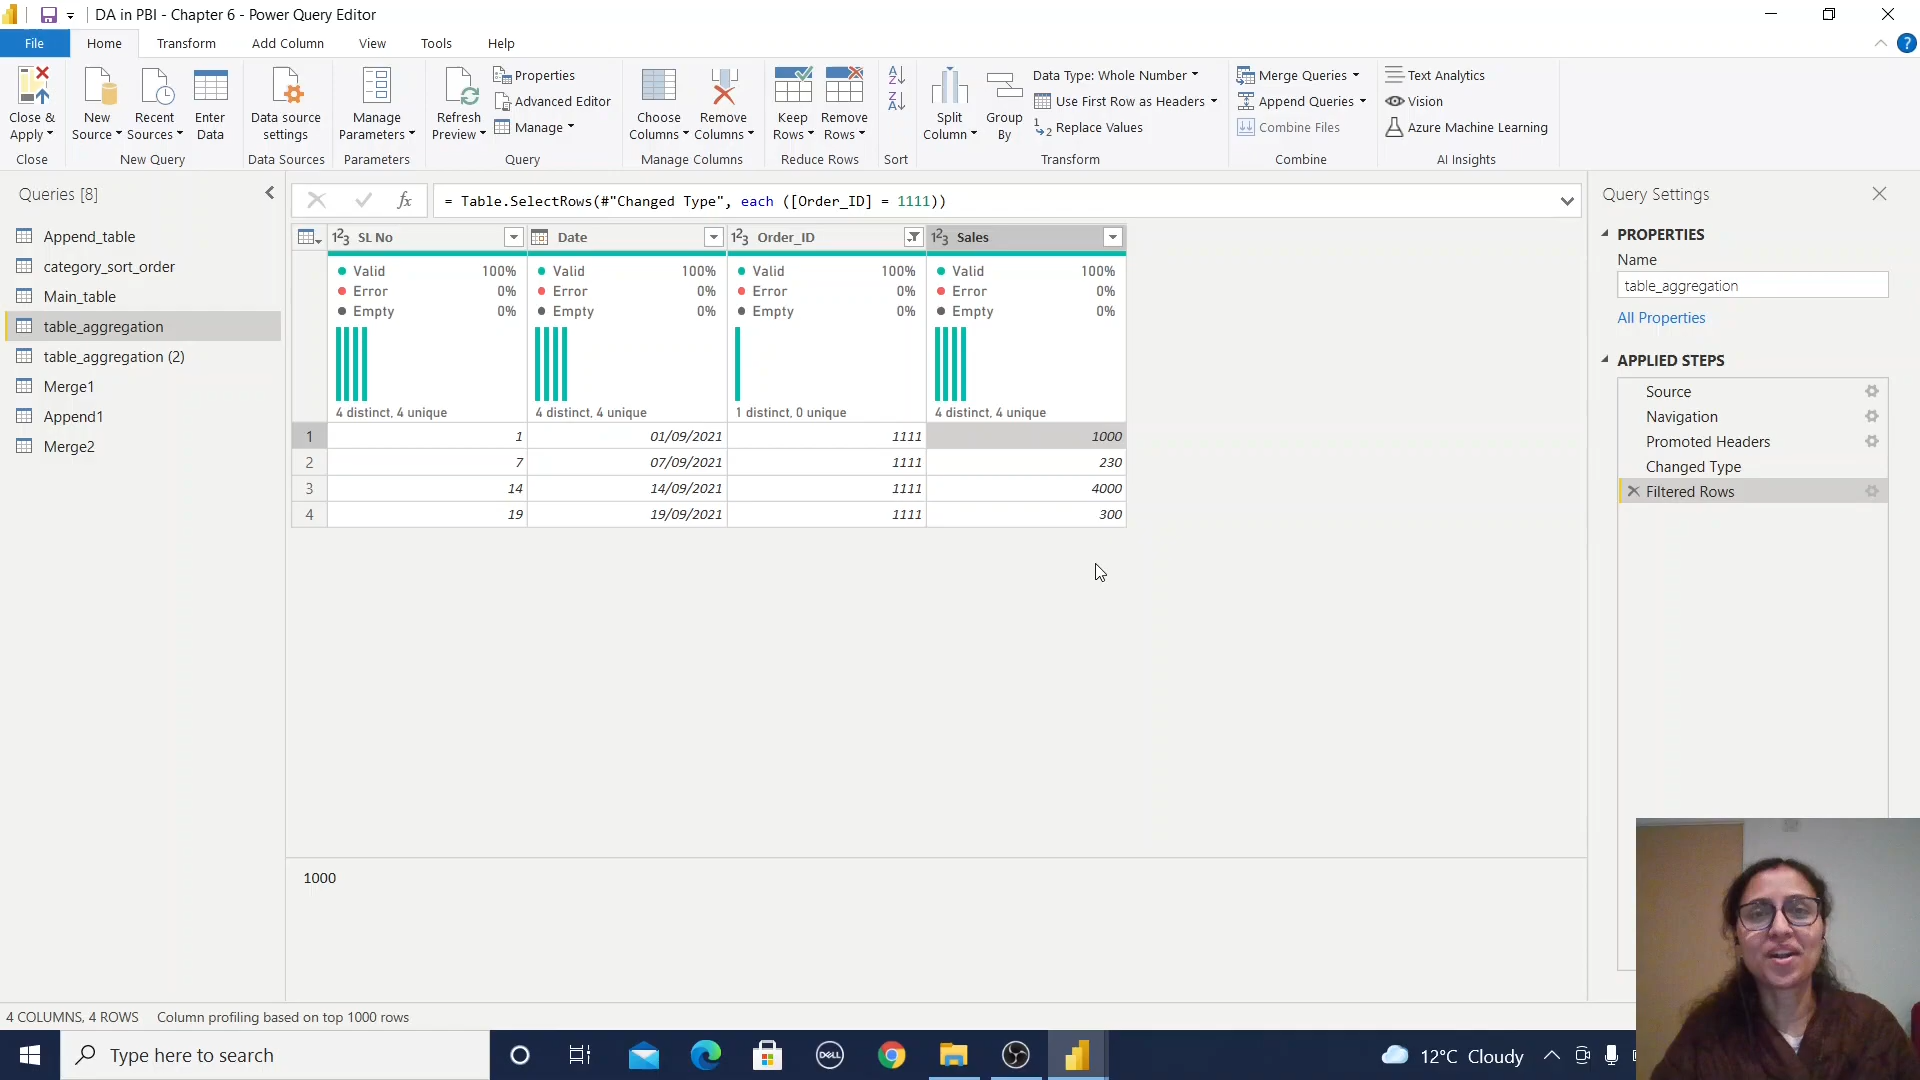 DA in PBI - Chapter 6 - Power Query Editor
File Home Transform Add Column View Tools Help
Close & Apply
Close
New Source
Recent Sources
Enter Data
New Query
Data source settings
Data Sources
Manage Parameters
Parameters
Refresh Preview
Properties
Advanced Editor
Manage
Query
Choose Columns
Remove Columns
Manage Columns
Keep Rows
Remove Rows
Reduce Rows
Sort
Split Column
Group By
Data Type: Whole Number
Use First Row as Headers
Replace Values
Transform
Merge Queries
Append Queries
Combine Files
Combine
Text Analytics
Vision
Azure Machine Learning
AI Insights
Queries [8]
Append_table
category_sort_order
Main_table
table_aggregation
table_aggregation (2)
Merge1
Append1
Merge2
fx = Table.SelectRows(#"Changed Type", each ([Order_ID] = 1111))
SL No Date Order_ID Sales
Valid 100% Valid 100% Valid 100% Valid 100%
Error 0% Error 0% Error 0% Error 0%
Empty 0% Empty 0% Empty 0% Empty 0%
4 distinct, 4 unique 4 distinct, 4 unique 1 distinct, 0 unique 4 distinct, 4 unique
1 1 01/09/2021 1111 1000
2 7 07/09/2021 1111 230
3 14 14/09/2021 1111 4000
4 19 19/09/2021 1111 300
1000
Query Settings
PROPERTIES
Name
table_aggregation
All Properties
APPLIED STEPS
Source
Navigation
Promoted Headers
Changed Type
Filtered Rows
4 COLUMNS, 4 ROWS Column profiling based on top 1000 rows
Type here to search
DELL
12°C Cloudy